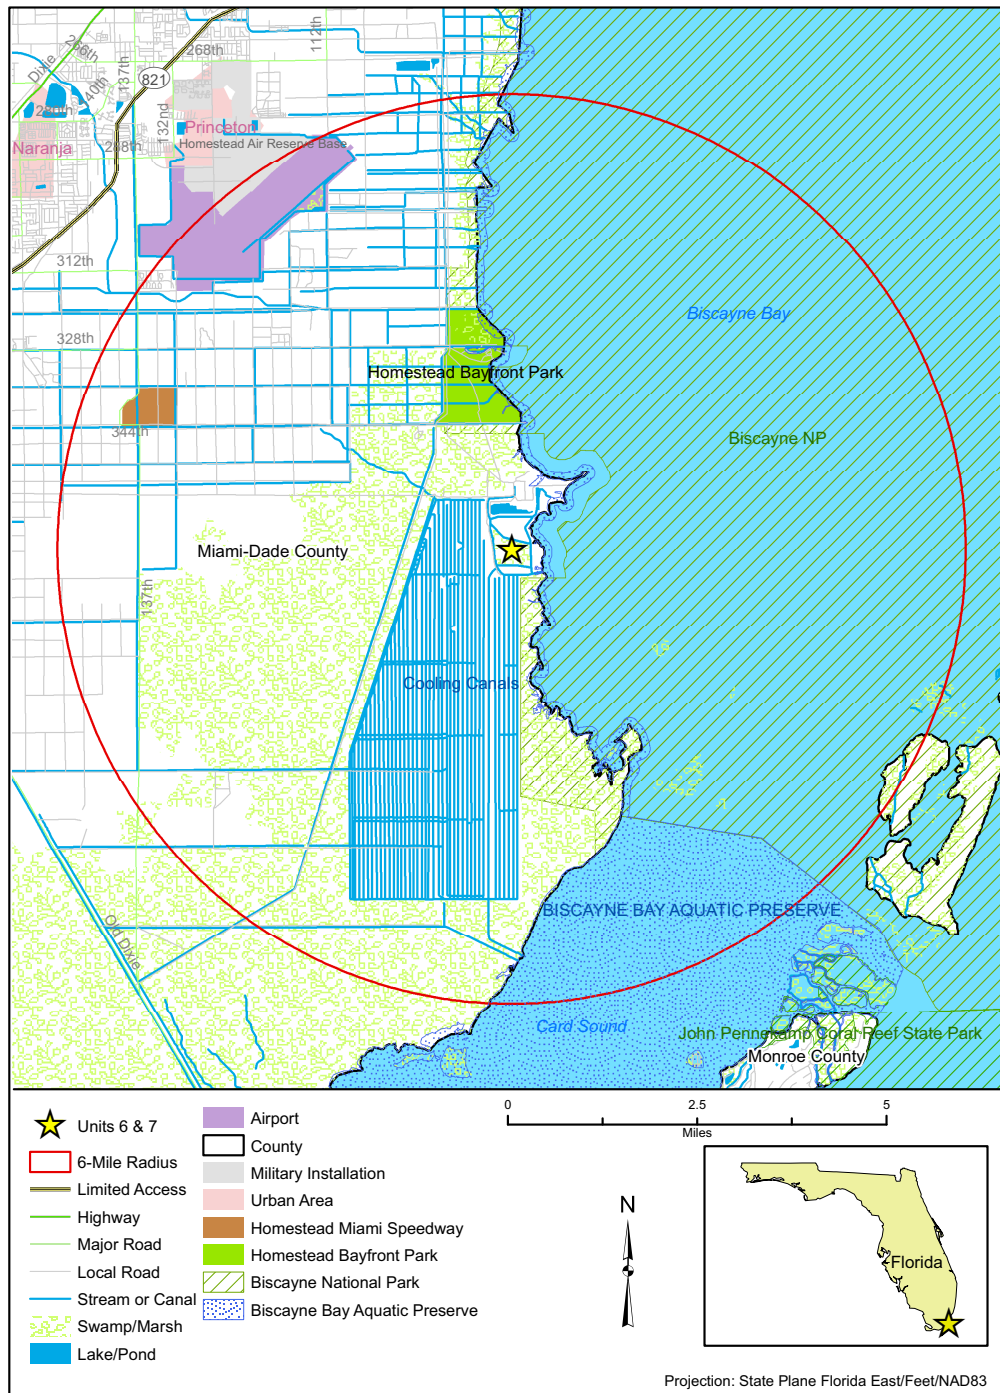 268th
112th
266th
Dixie
137th
40th
821
280th
132nd
Princeton
Naranja
288th
Homestead Air Reserve Base
312th
Biscayne Bay
328th
Homestead Bayfront Park
344th
Biscayne NP
Miami-Dade County
137th
Cooling Canals
BISCAYNE BAY AQUATIC PRESERVE
Old Dixie
Card Sound
John Pennekamp Coral Reef State Park
Monroe County
Units 6 & 7
6-Mile Radius
Limited Access
Highway
Major Road
Local Road
Stream or Canal
Swamp/Marsh
Lake/Pond
Airport
County
Military Installation
Urban Area
Homestead Miami Speedway
Homestead Bayfront Park
Biscayne National Park
Biscayne Bay Aquatic Preserve
0 2.5 5
Miles
N
Florida
Projection: State Plane Florida East/Feet/NAD83